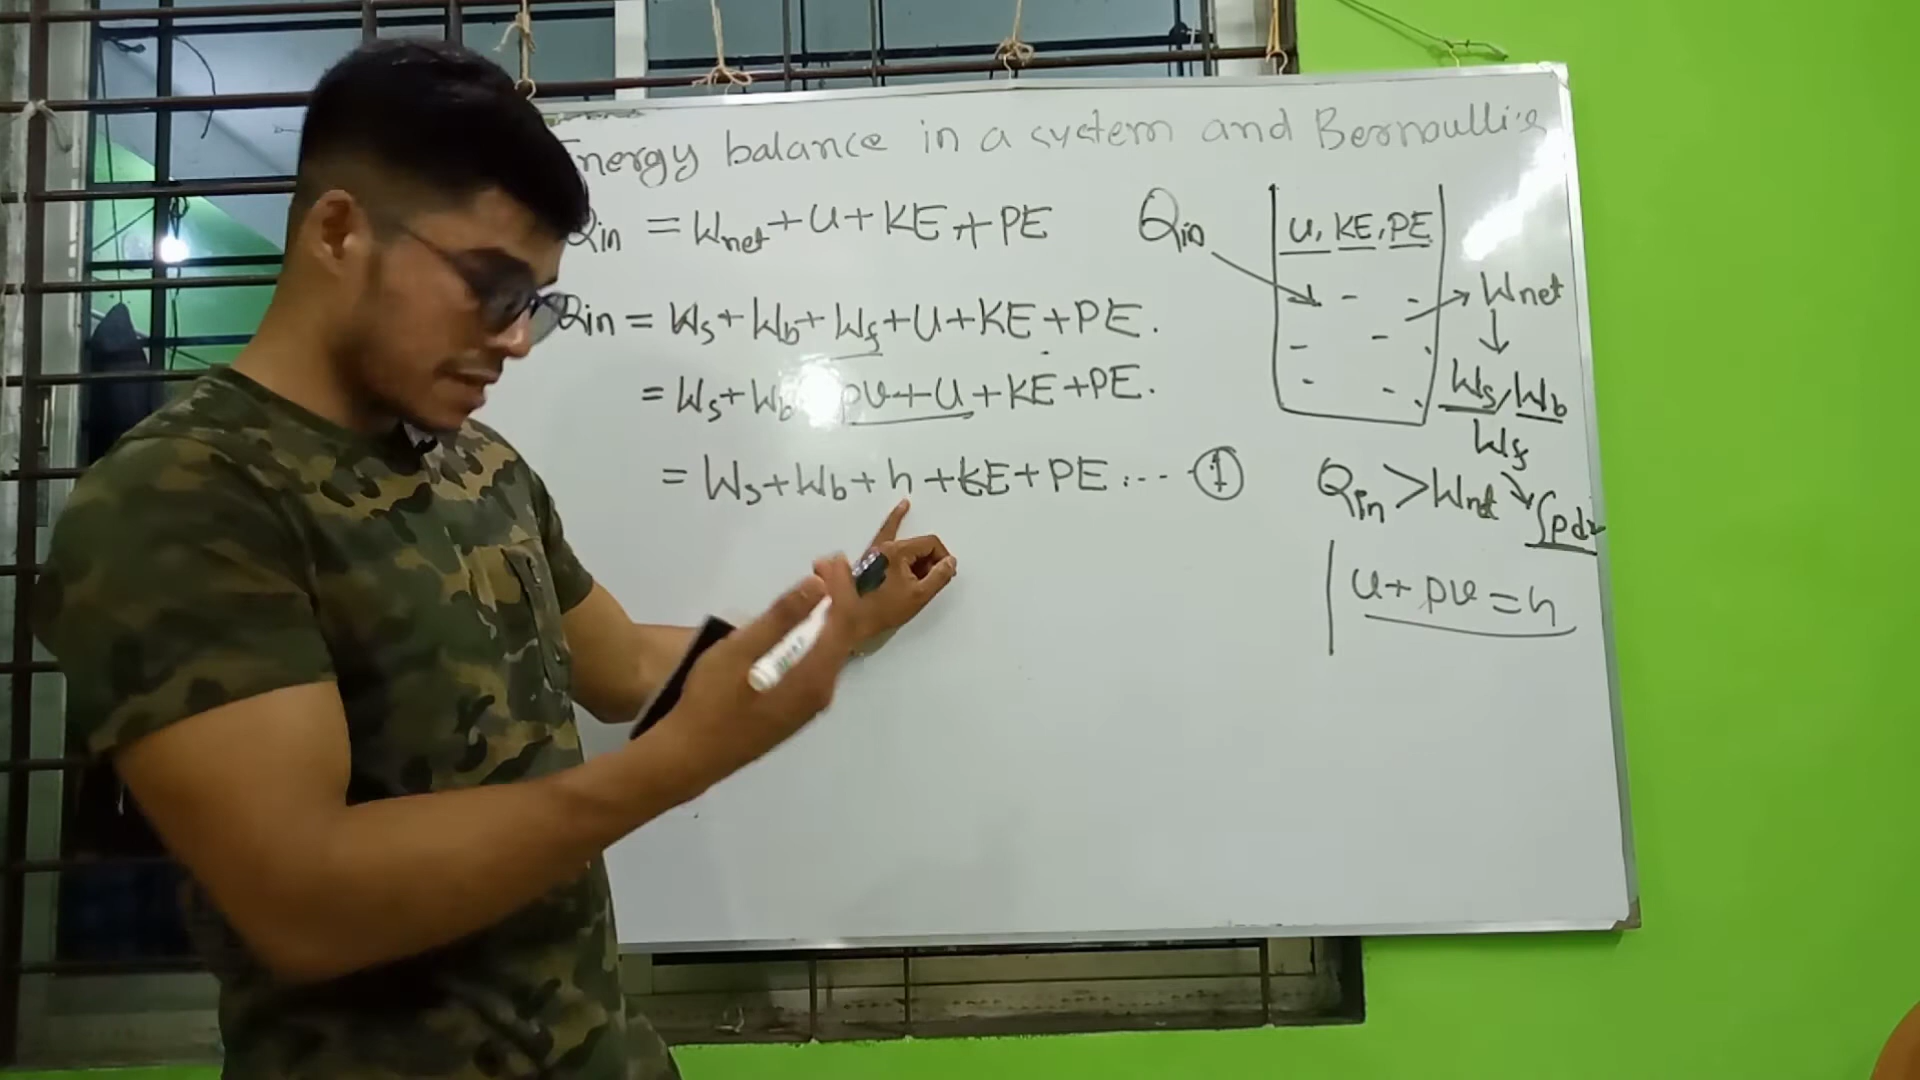 Energy balance in a system and Bernoulli's
Qin = Wnet + U + KE + PE
Qin = Ws + Wb + Wf + U + KE + PE.
= Ws + Wb pv + U + KE + PE.
= Ws + Wb + h + KE + PE ... ①
Qin
U, KE, PE
Wnet
↓
Ws/Wb
Wf
Qin > Wnet
∫pdv
U + pv = h